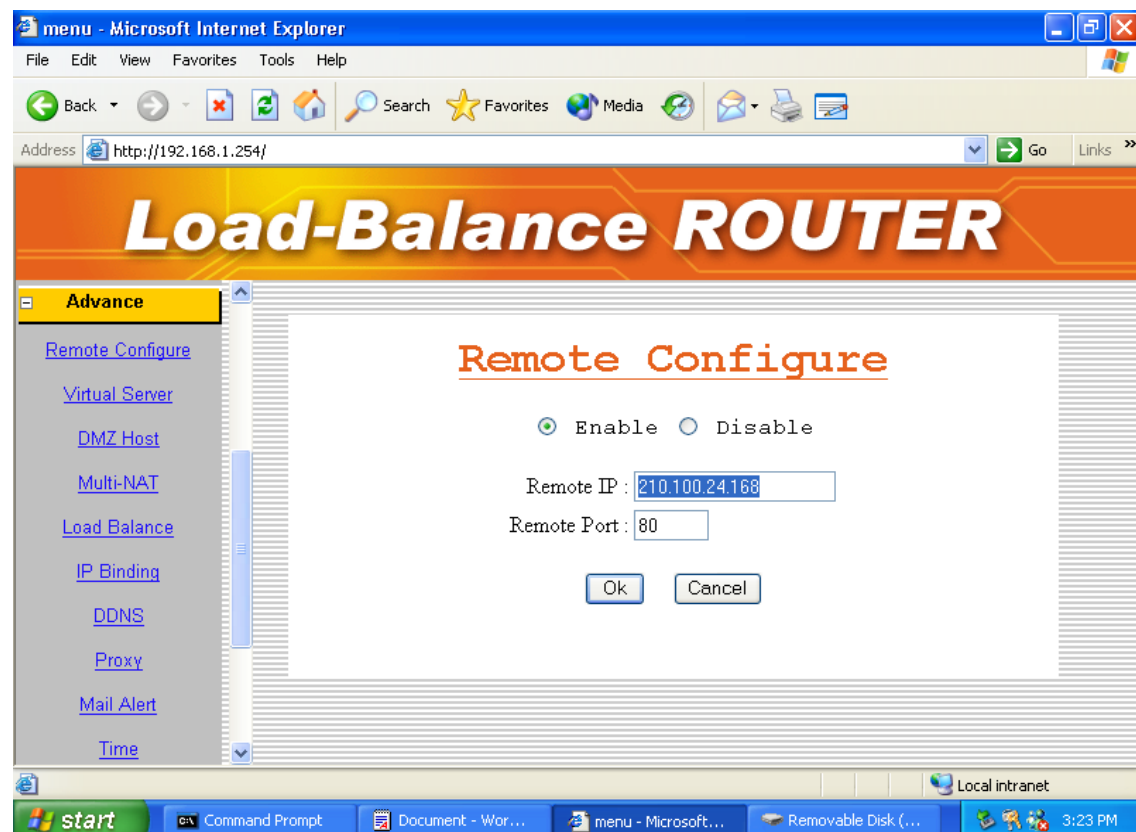 menu - Microsoft Internet Explorer
File Edit View Favorites Tools Help
Back Search Favorites Media
Address http://192.168.1.254/ Go Links »
Load-Balance ROUTER
Advance
Remote Configure
Virtual Server
DMZ Host
Multi-NAT
Load Balance
IP Binding
DDNS
Proxy
Mail Alert
Time
Remote Configure
Enable Disable
Remote IP : 210.100.24.168
Remote Port : 80
Ok Cancel
Local intranet
start Command Prompt Document - Wor... menu - Microsoft... Removable Disk (... 3:23 PM